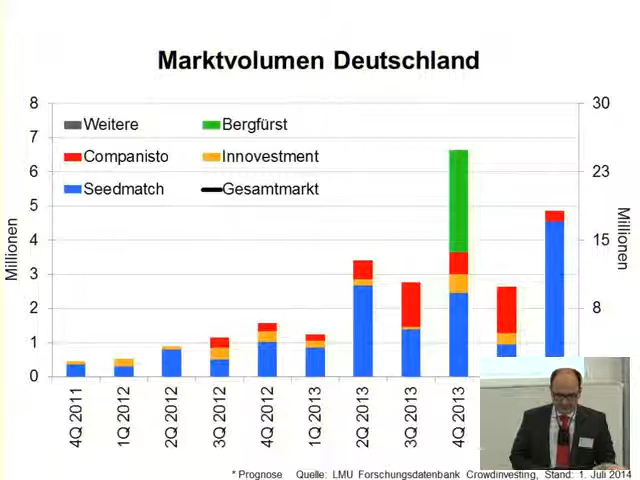 Marktvolumen Deutschland
8
7
6
5
4
3
2
1
0
Millionen
30
23
15
8
Millionen
Weitere
Bergfürst
Companisto
Innovestment
Seedmatch
Gesamtmarkt
4Q 2011
1Q 2012
2Q 2012
3Q 2012
4Q 2012
1Q 2013
2Q 2013
3Q 2013
4Q 2013
* Prognose Quelle: LMU Forschungsdatenbank Crowdinvesting, Stand: 1. Juli 2014